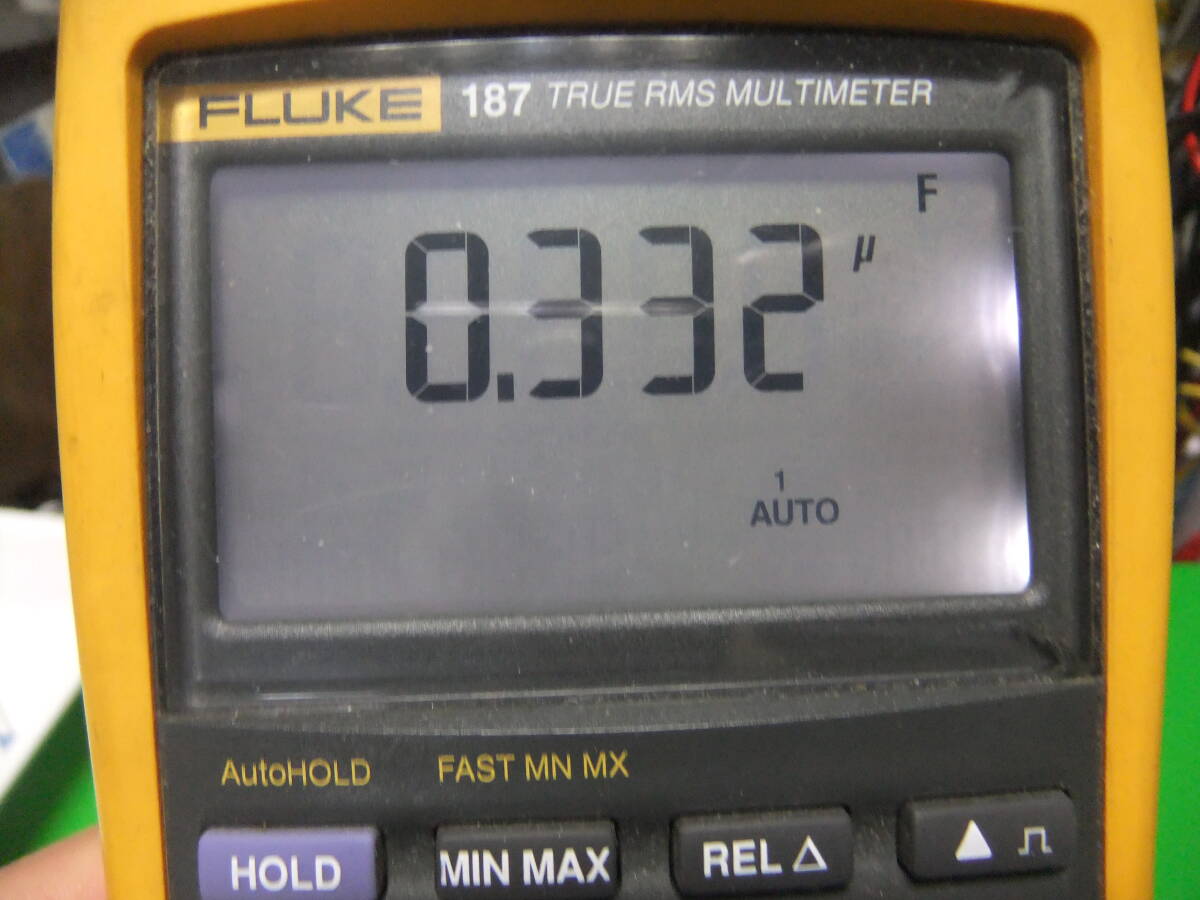 FLUKE 187 TRUE RMS MULTIMETER
F
0.332 µ
1
AUTO
AutoHOLD FAST MN MX
HOLD MIN MAX REL △ ▲ ⎍